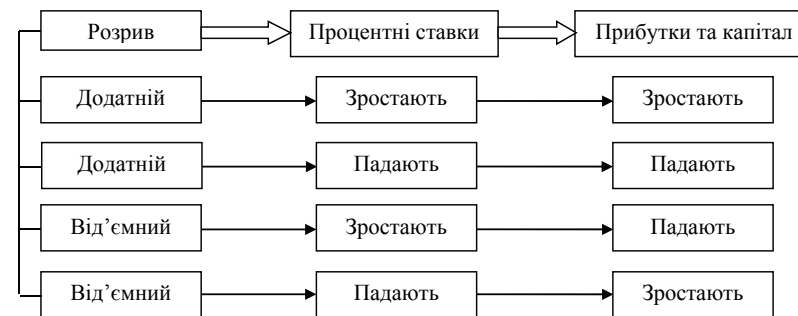 Розрив Процентні ставки Прибутки та капітал
Додатній Зростають Зростають
Додатній Падають Падають
Від’ємний Зростають Падають
Від’ємний Падають Зростають